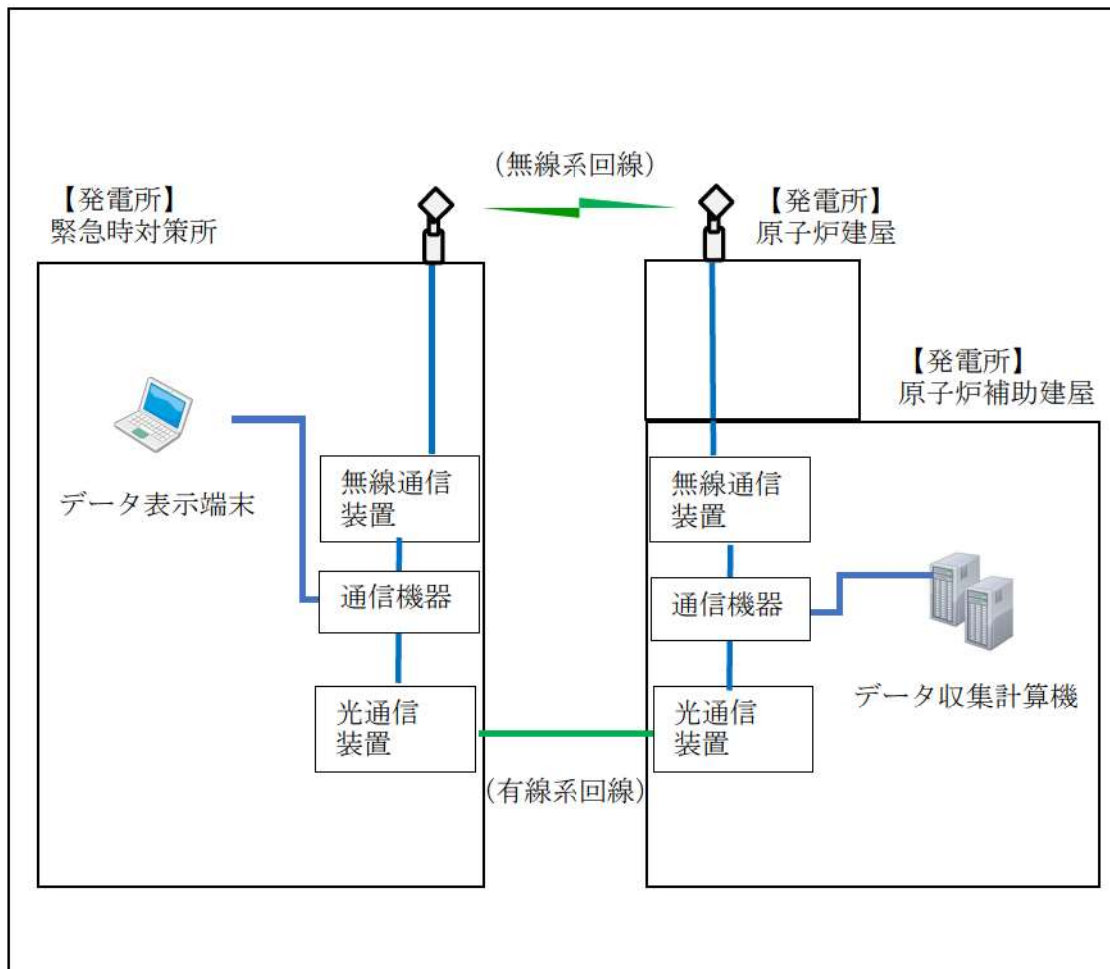 (無線系回線)
【発電所】
緊急時対策所
【発電所】
原子炉建屋
【発電所】
原子炉補助建屋
データ表示端末
無線通信
装置
通信機器
光通信
装置
無線通信
装置
通信機器
光通信
装置
データ収集計算機
(有線系回線)